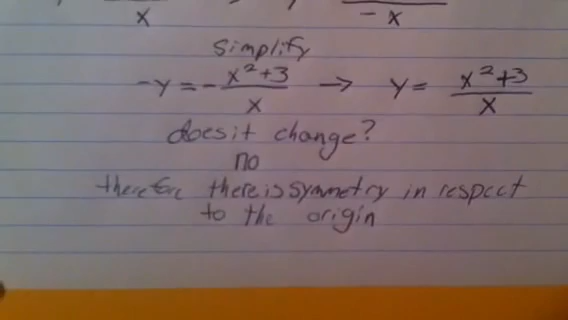 x
- x
simplify
-y = - x²+3 / x → y = x²+3 / x
does it change?
no
therefore there is symmetry in respect
to the origin